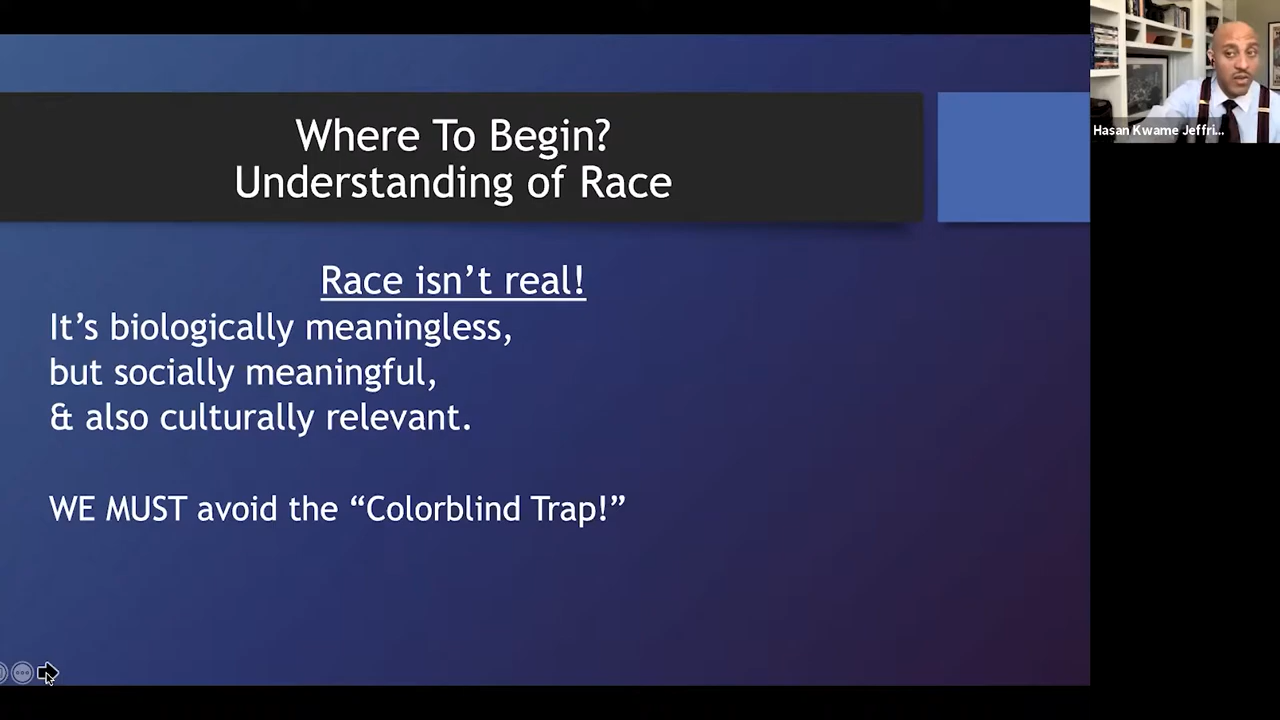 Where To Begin?
Understanding of Race
Race isn’t real!
It’s biologically meaningless,
but socially meaningful,
& also culturally relevant.
WE MUST avoid the “Colorblind Trap!”
Hasan Kwame Jeffri...